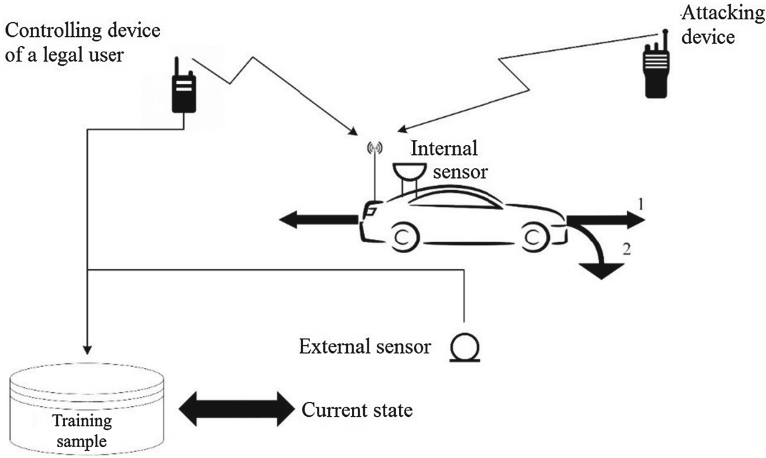 Controlling device
of a legal user
Attacking
device
Internal
sensor
1
2
External sensor
Training
sample
Current state